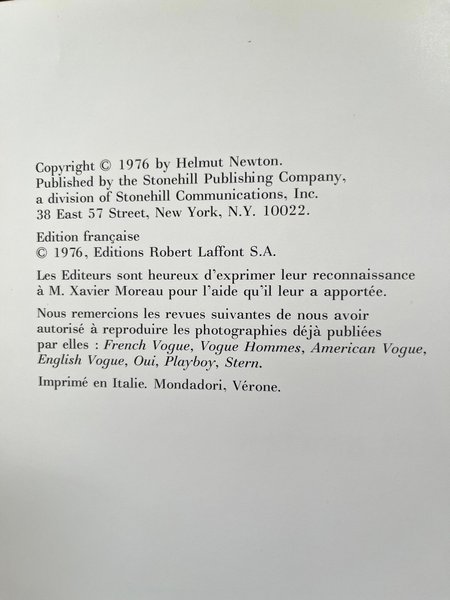 Copyright © 1976 by Helmut Newton.
Published by the Stonehill Publishing Company,
a division of Stonehill Communications, Inc.
38 East 57 Street, New York, N.Y. 10022.
Edition française
© 1976, Editions Robert Laffont S.A.
Les Editeurs sont heureux d'exprimer leur reconnaissance
à M. Xavier Moreau pour l'aide qu'il leur a apportée.
Nous remercions les revues suivantes de nous avoir
autorisé à reproduire les photographies déjà publiées
par elles : French Vogue, Vogue Hommes, American Vogue,
English Vogue, Oui, Playboy, Stern.
Imprimé en Italie. Mondadori, Vérone.